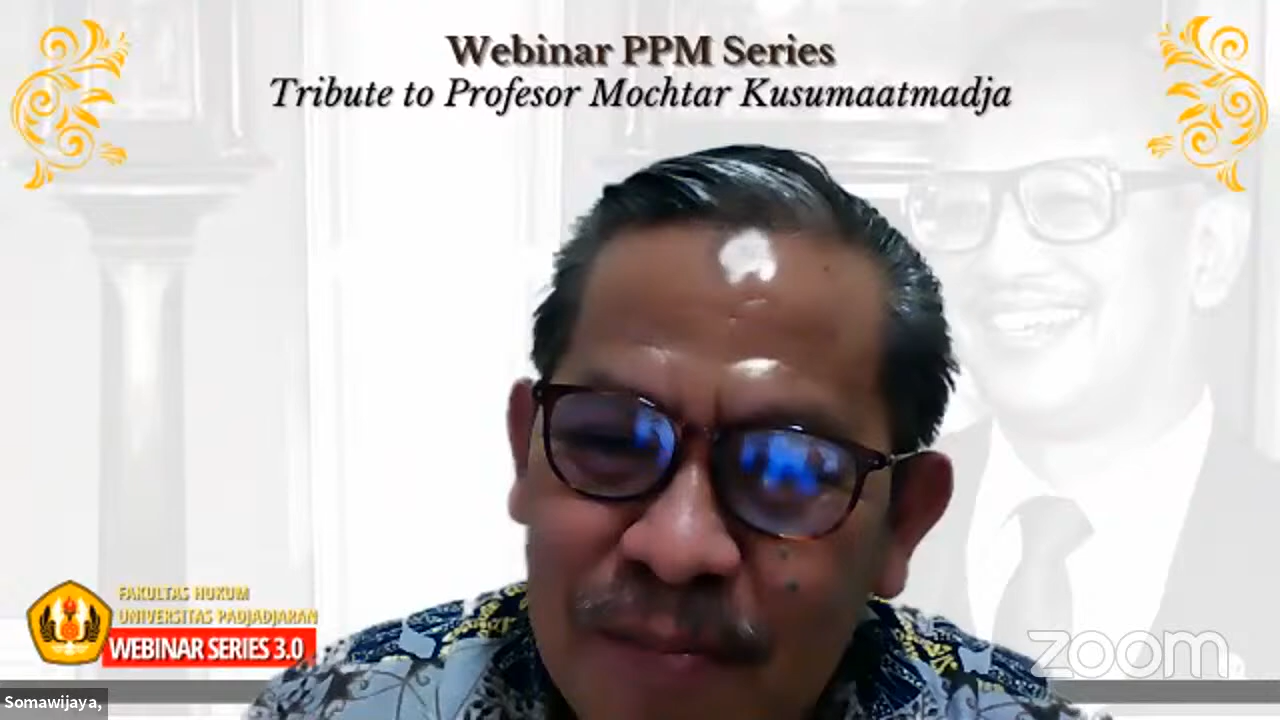 Webinar PPM Series
Tribute to Profesor Mochtar Kusumaatmadja
FAKULTAS HUKUM
UNIVERSITAS PADJADJARAN
WEBINAR SERIES 3.0
zoom
Somawijaya,